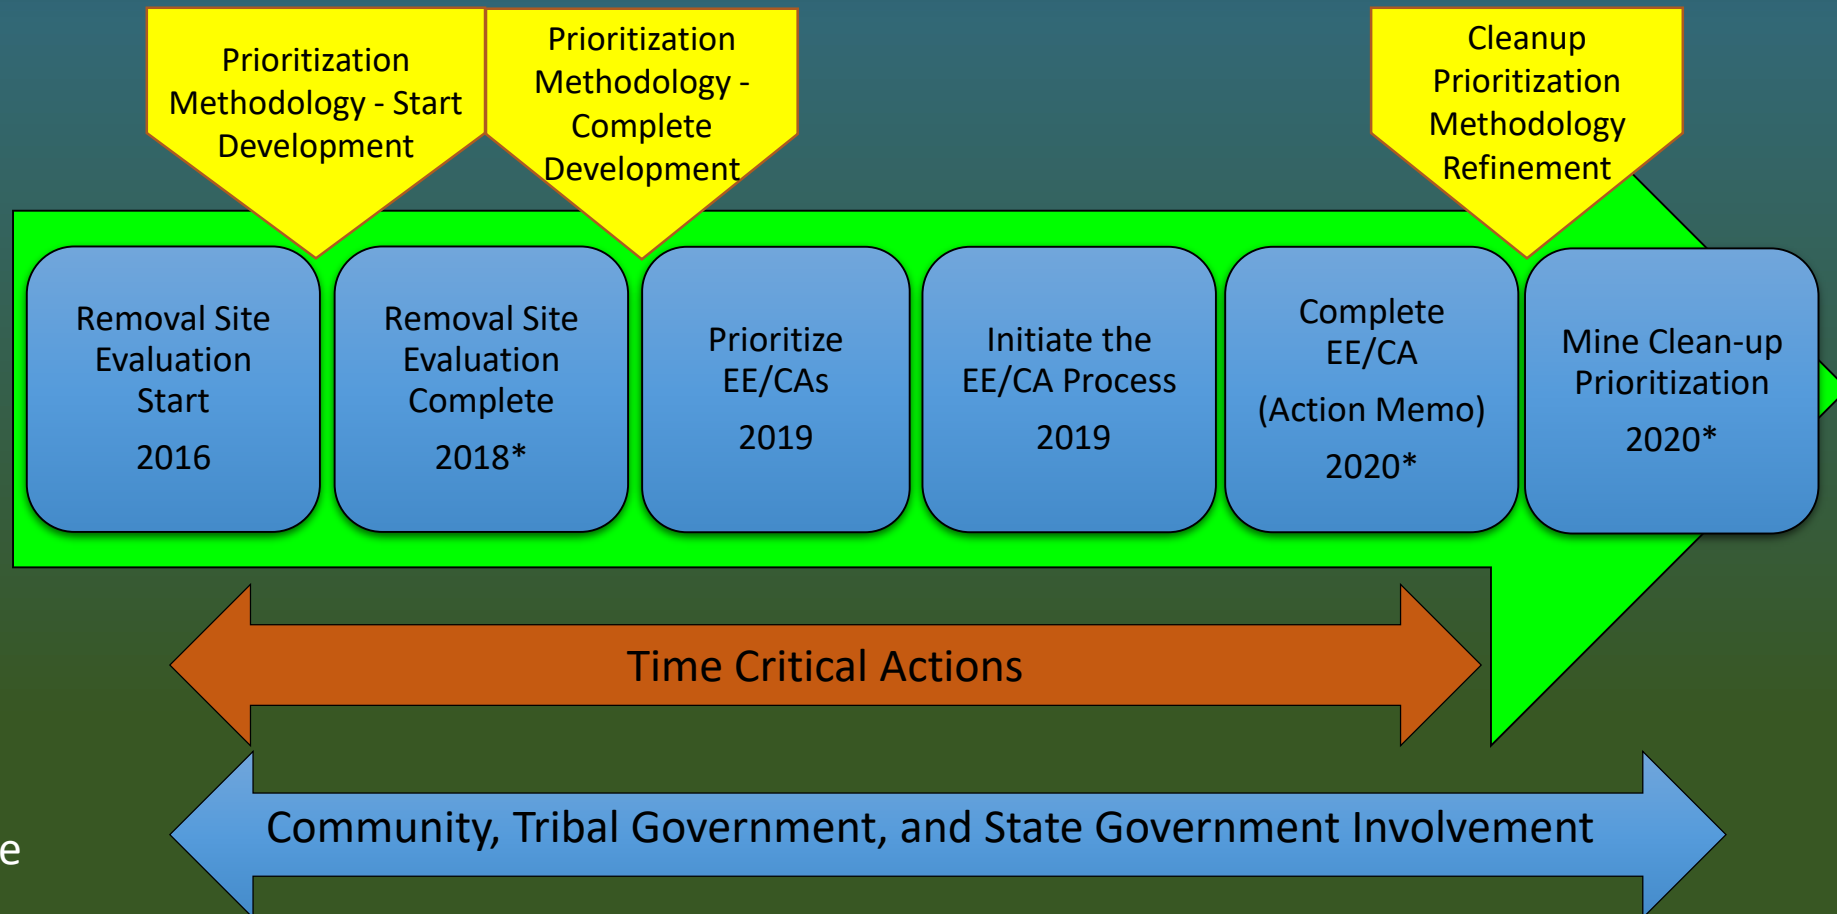 Prioritization
Methodology - Start
Development
Prioritization
Methodology -
Complete
Development
Cleanup
Prioritization
Methodology
Refinement
Removal Site
Evaluation
Start
2016
Removal Site
Evaluation
Complete
2018*
Prioritize
EE/CAs
2019
Initiate the
EE/CA Process
2019
Complete
EE/CA
(Action Memo)
2020*
Mine Clean-up
Prioritization
2020*
Time Critical Actions
Community, Tribal Government, and State Government Involvement
e